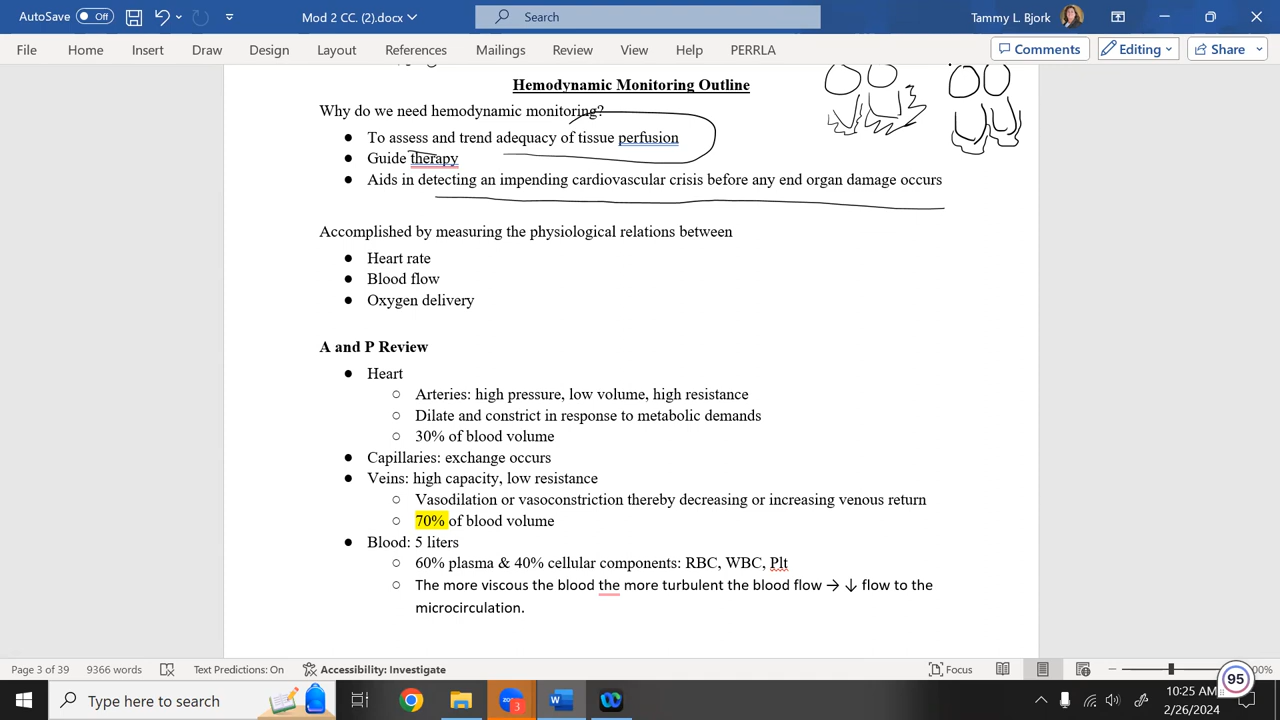 AutoSave Off Mod 2 CC. (2).docx Search Tammy L. Bjork
File Home Insert Draw Design Layout References Mailings Review View Help PERRLA Comments Editing Share
Hemodynamic Monitoring Outline
Why do we need hemodynamic monitoring?
● To assess and trend adequacy of tissue perfusion
● Guide therapy
● Aids in detecting an impending cardiovascular crisis before any end organ damage occurs
Accomplished by measuring the physiological relations between
● Heart rate
● Blood flow
● Oxygen delivery
A and P Review
● Heart
○ Arteries: high pressure, low volume, high resistance
○ Dilate and constrict in response to metabolic demands
○ 30% of blood volume
● Capillaries: exchange occurs
● Veins: high capacity, low resistance
○ Vasodilation or vasoconstriction thereby decreasing or increasing venous return
○ 70% of blood volume
● Blood: 5 liters
○ 60% plasma & 40% cellular components: RBC, WBC, Plt
○ The more viscous the blood the more turbulent the blood flow → ↓ flow to the
microcirculation.
Page 3 of 39 9366 words Text Predictions: On Accessibility: Investigate Focus 00%
95
Type here to search 3 10:25 AM
2/26/2024